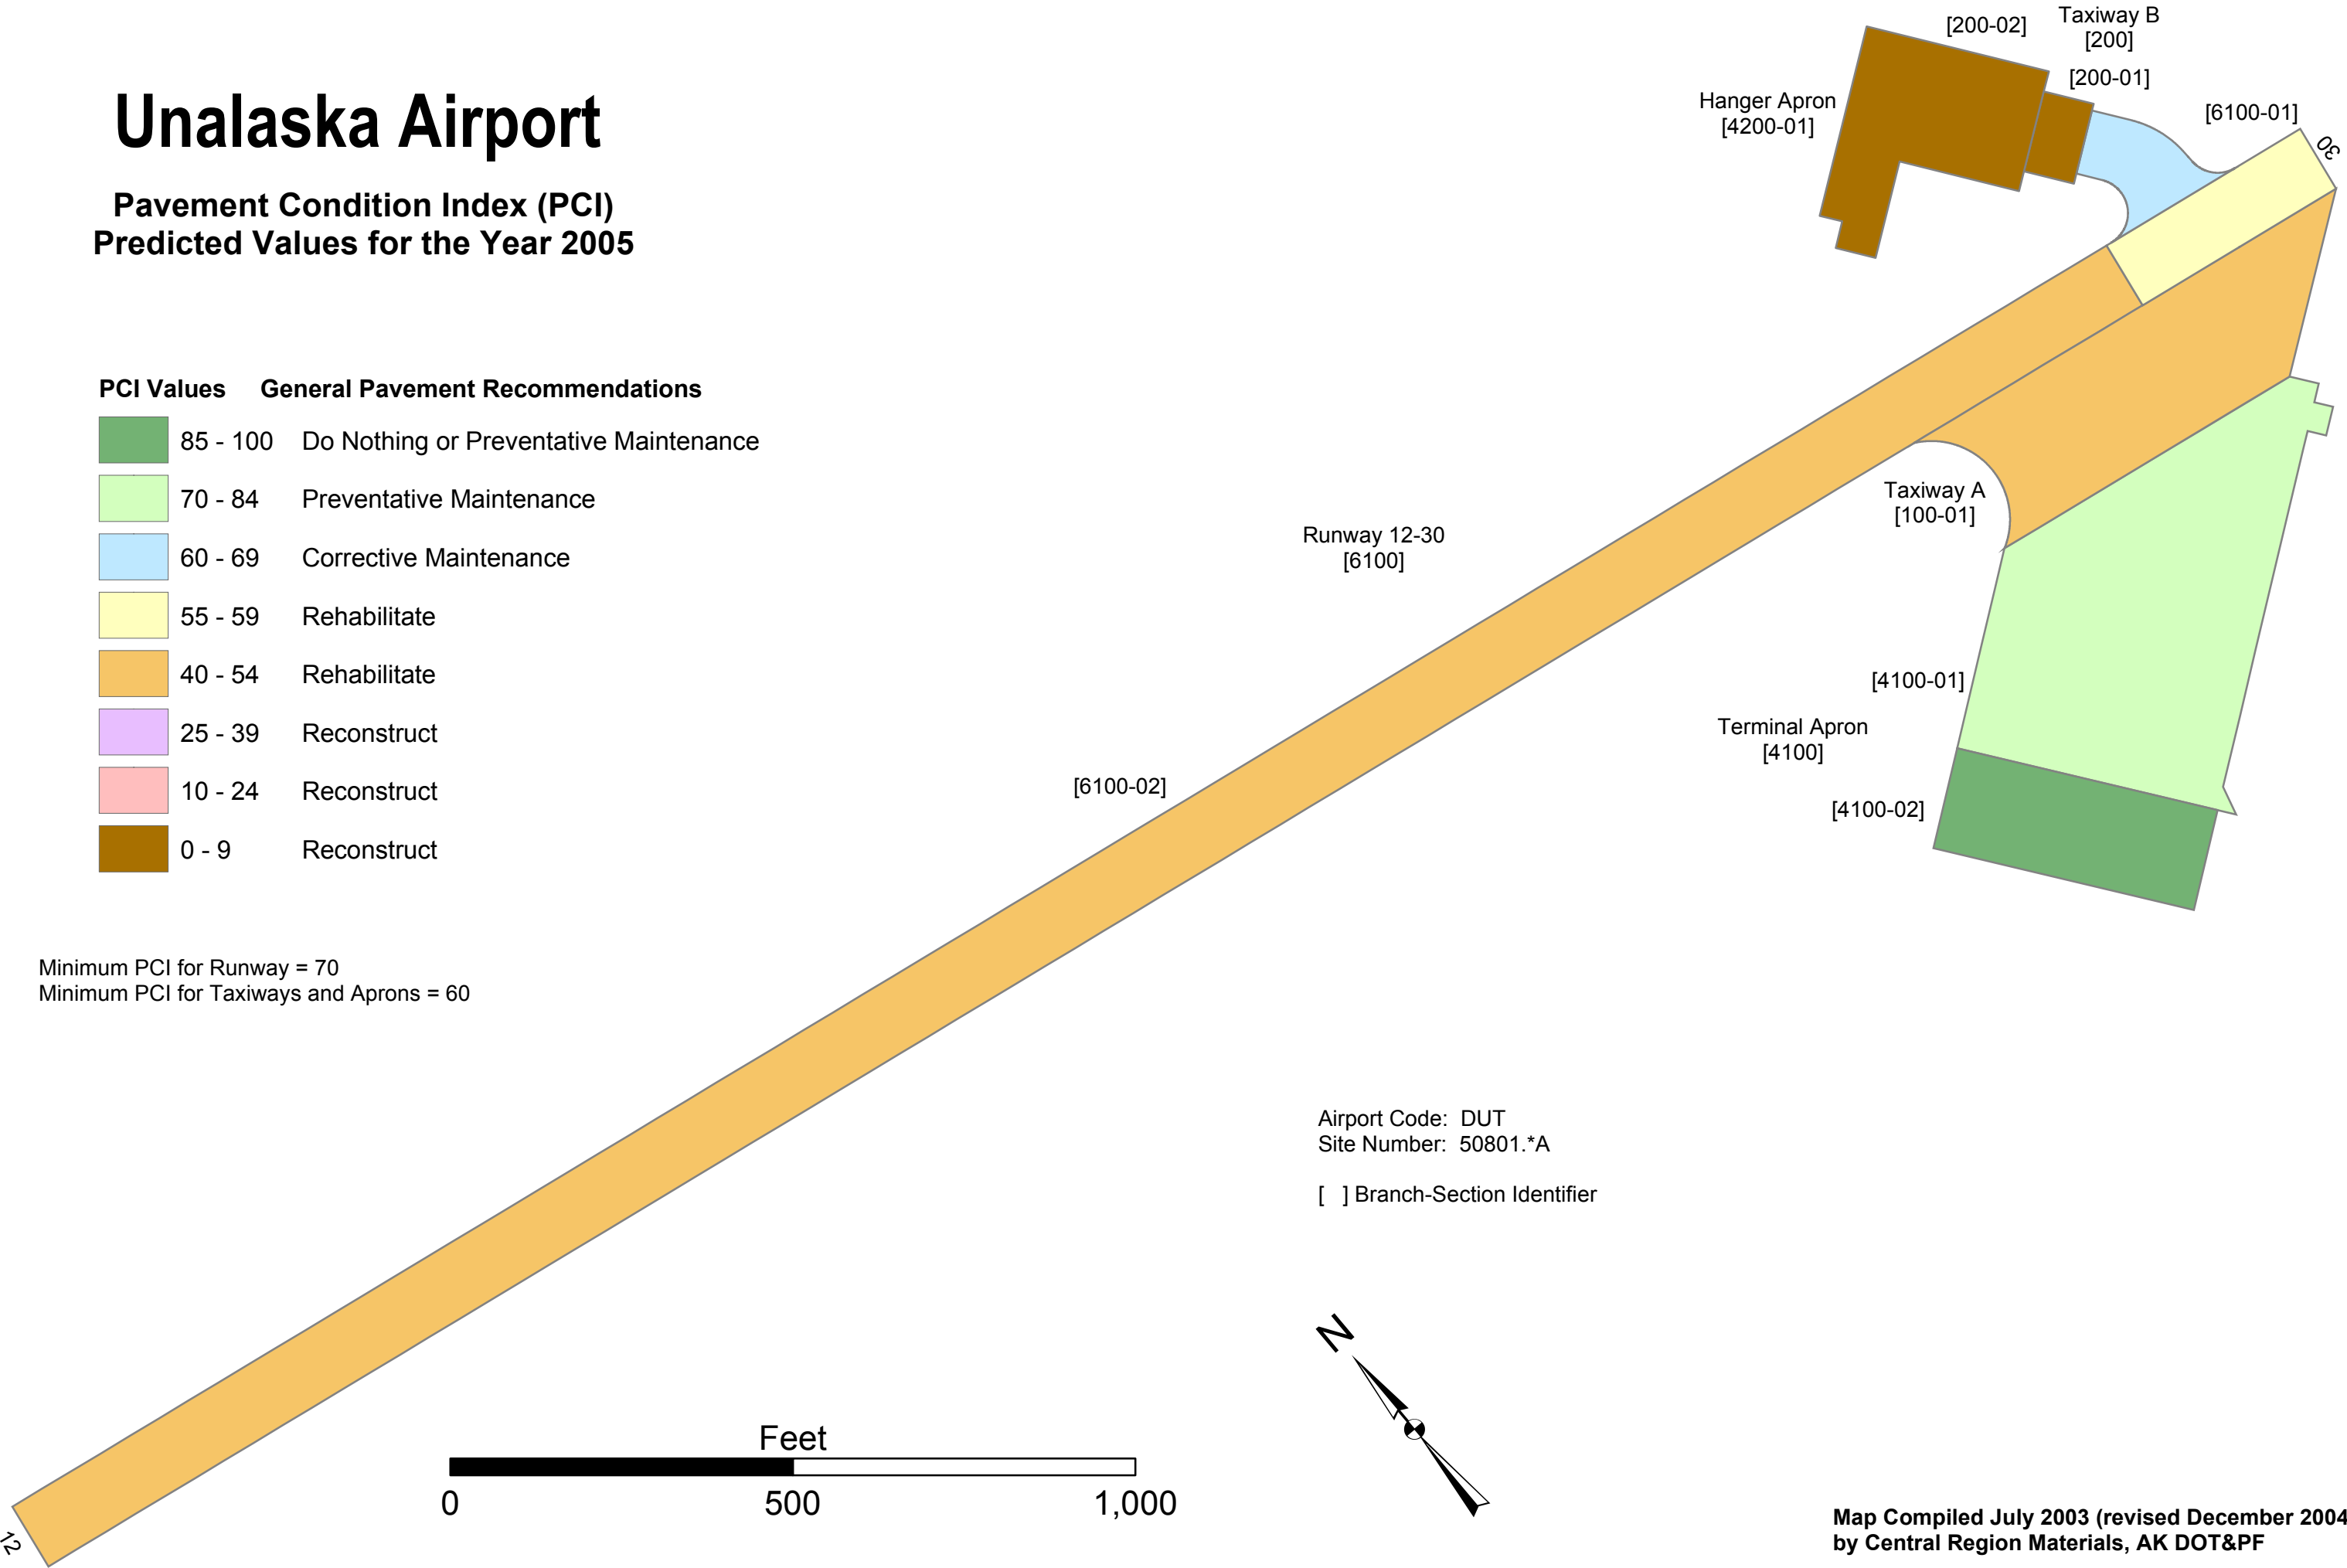 Unalaska Airport
Pavement Condition Index (PCI)
Predicted Values for the Year 2005
PCI Values General Pavement Recommendations
85 - 100 Do Nothing or Preventative Maintenance
70 - 84 Preventative Maintenance
60 - 69 Corrective Maintenance
55 - 59 Rehabilitate
40 - 54 Rehabilitate
25 - 39 Reconstruct
10 - 24 Reconstruct
0 - 9 Reconstruct
Minimum PCI for Runway = 70
Minimum PCI for Taxiways and Aprons = 60
[200-02]
Taxiway B
[200]
[200-01]
Hanger Apron
[4200-01]
[6100-01]
30
Taxiway A
[100-01]
Runway 12-30
[6100]
[4100-01]
Terminal Apron
[4100]
[6100-02]
[4100-02]
Airport Code: DUT
Site Number: 50801.*A
[ ] Branch-Section Identifier
N
Feet
0 500 1,000
12
Map Compiled July 2003 (revised December 2004
by Central Region Materials, AK DOT&PF